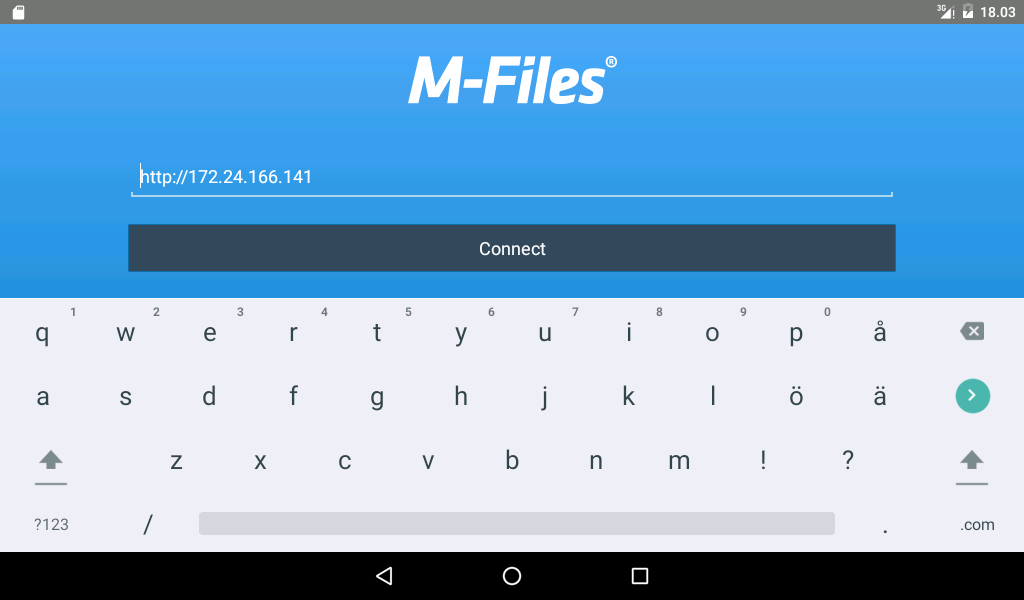 3G 18.03
M-Files®
http://172.24.166.141
Connect
1 2 3 4 5 6 7 8 9 0
q w e r t y u i o p å
a s d f g h j k l ö ä
z x c v b n m ! ?
?123 / . .com